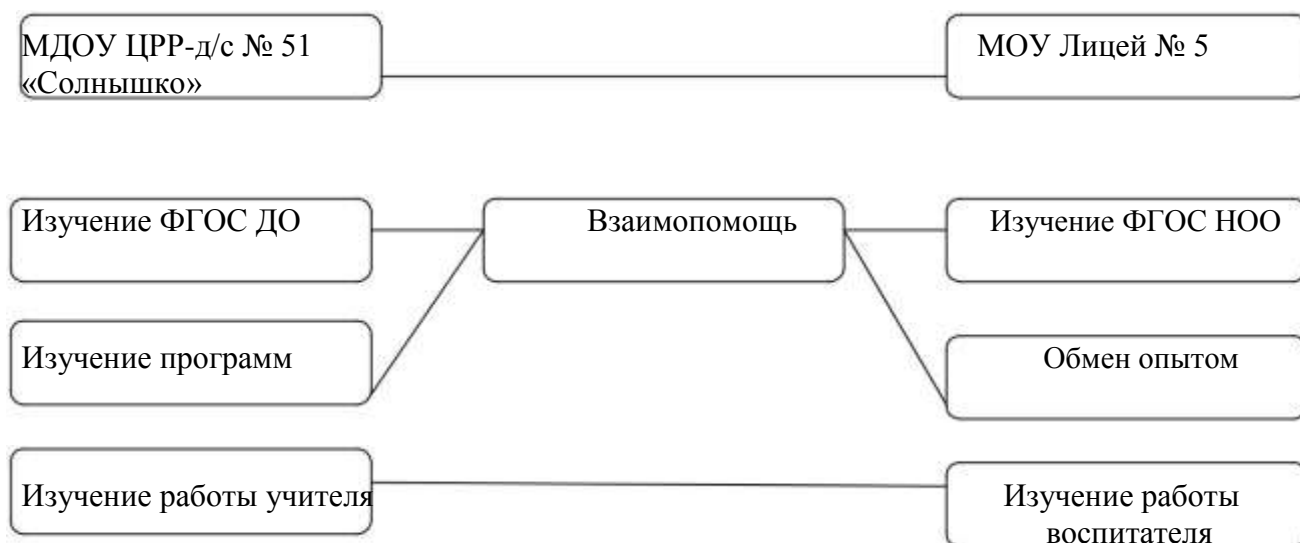 МДОУ ЦРР-д/с № 51
«Солнышко»
МОУ Лицей № 5
Изучение ФГОС ДО
Взаимопомощь
Изучение ФГОС НОО
Изучение программ
Обмен опытом
Изучение работы учителя
Изучение работы
воспитателя